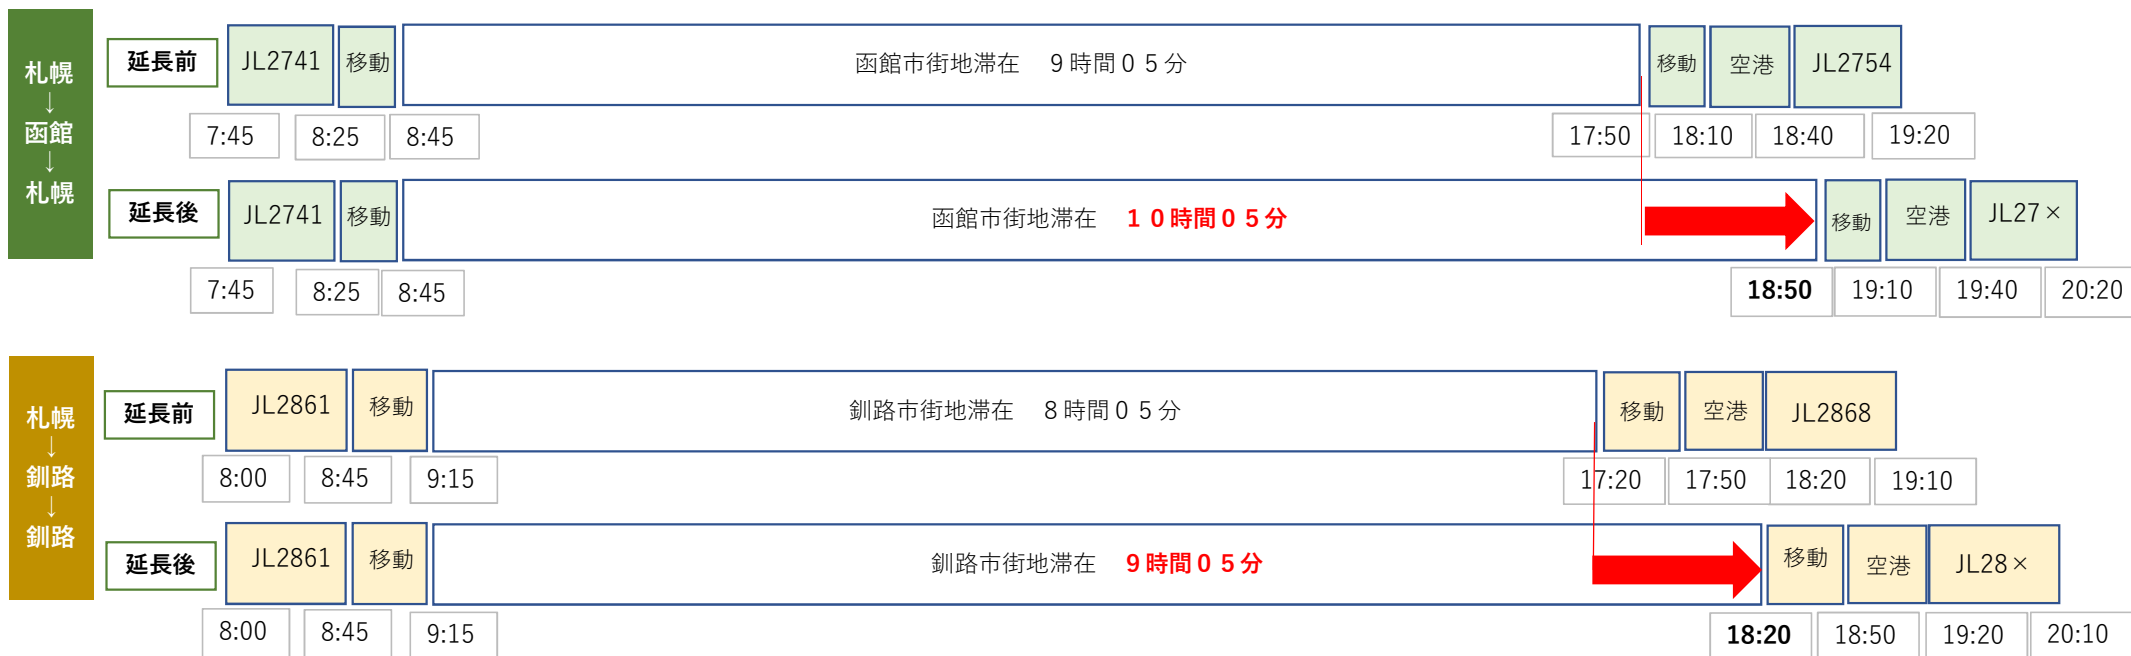 札幌
↓
函館
↓
札幌
延長前
JL2741
移動
函館市街地滞在　9時間05分
移動
空港
JL2754
7:45
8:25
8:45
17:50
18:10
18:40
19:20
延長後
JL2741
移動
函館市街地滞在　10時間05分
移動
空港
JL27×
7:45
8:25
8:45
18:50
19:10
19:40
20:20
札幌
↓
釧路
↓
釧路
延長前
JL2861
移動
釧路市街地滞在　8時間05分
移動
空港
JL2868
8:00
8:45
9:15
17:20
17:50
18:20
19:10
延長後
JL2861
移動
釧路市街地滞在　9時間05分
移動
空港
JL28×
8:00
8:45
9:15
18:20
18:50
19:20
20:10